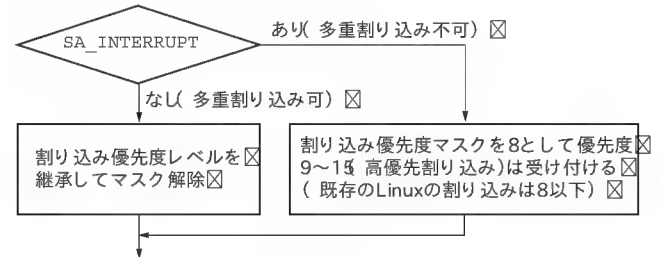 SA_INTERRUPT
あり(多重割り込み不可)
なし(多重割り込み可)
割り込み優先度レベルを
継承してマスク解除
割り込み優先度マスクを8として優先度
9～15(高優先割り込み)は受け付ける
(既存のLinuxの割り込みは8以下)